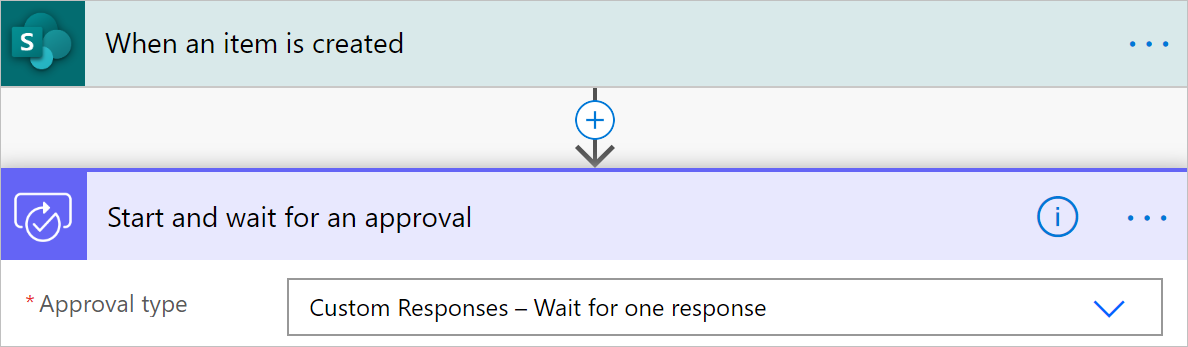 S
When an item is created
Start and wait for an approval
i
* Approval type
Custom Responses – Wait for one response